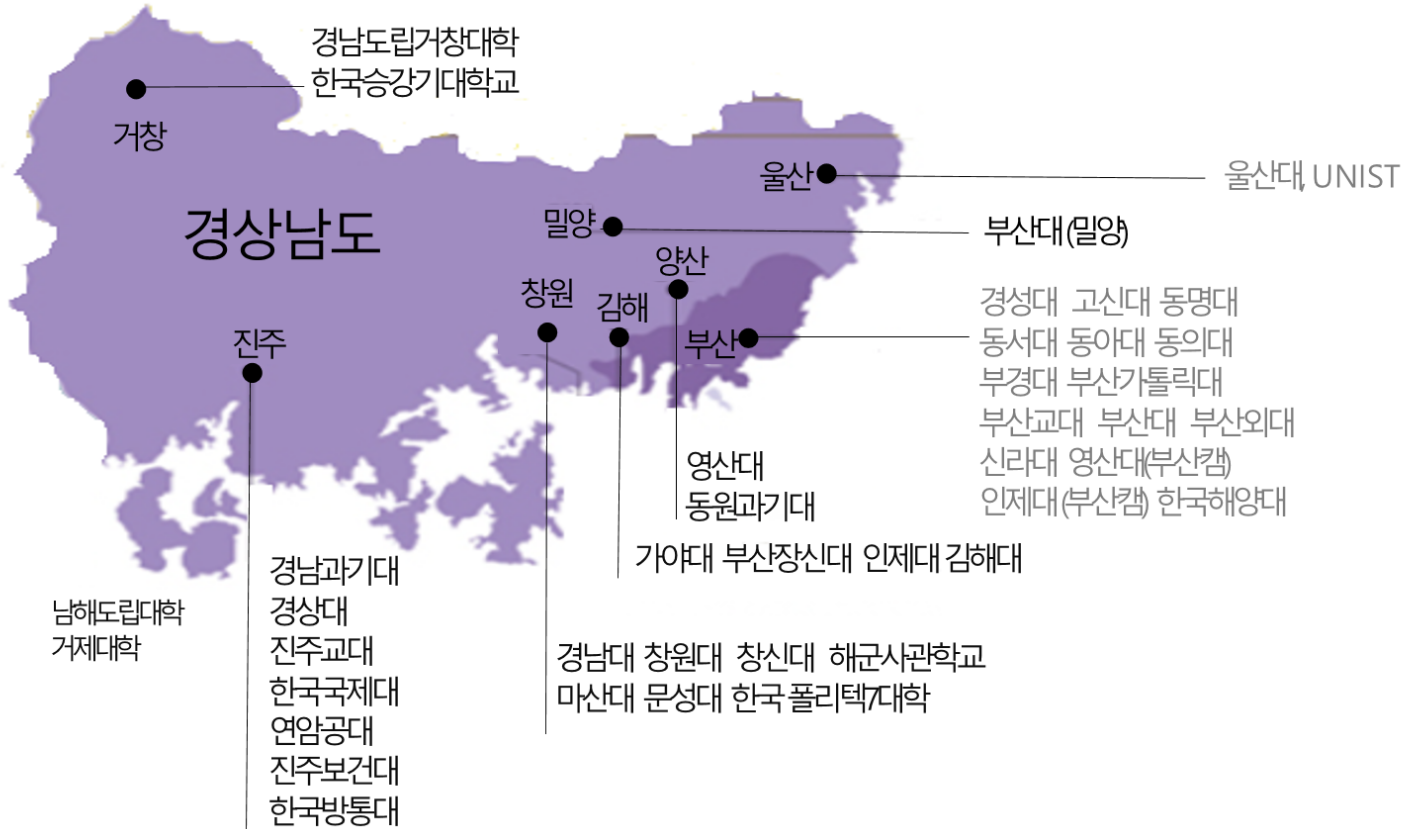 경남도립거창대학
한국승강기대학교
거창
울산
울산대, UNIST
경상남도
밀양
부산대(밀양)
양산
창원
김해
진주
부산
경성대 고신대 동명대
동서대 동아대 동의대
부경대 부산가톨릭대
부산교대 부산대 부산외대
신라대 영산대(부산캠)
인제대(부산캠) 한국해양대
영산대
동원과기대
가야대 부산장신대 인제대 김해대
남해도립대학
거제대학
경남과기대
경상대
진주교대
한국국제대
연암공대
진주보건대
한국방통대
경남대 창원대 창신대 해군사관학교
마산대 문성대 한국 폴리텍7대학